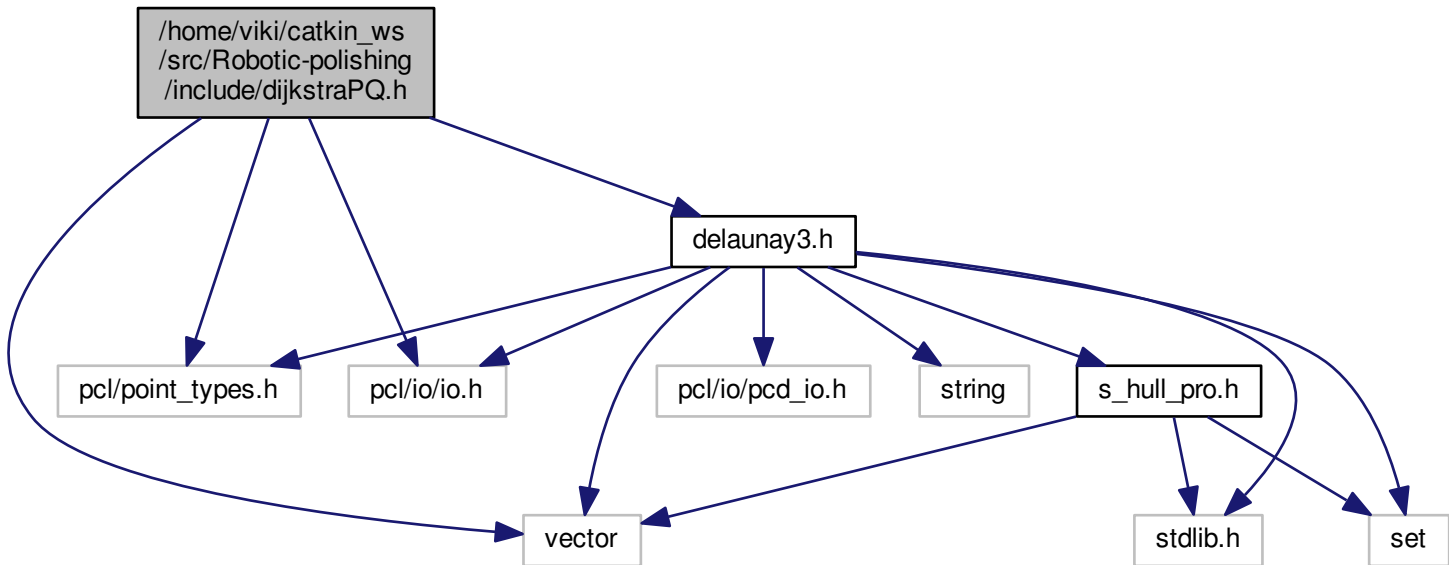 /home/viki/catkin_ws
/src/Robotic-polishing
/include/dijkstraPQ.h
delaunay3.h
pcl/point_types.h
pcl/io/io.h
pcl/io/pcd_io.h
string
s_hull_pro.h
vector
stdlib.h
set